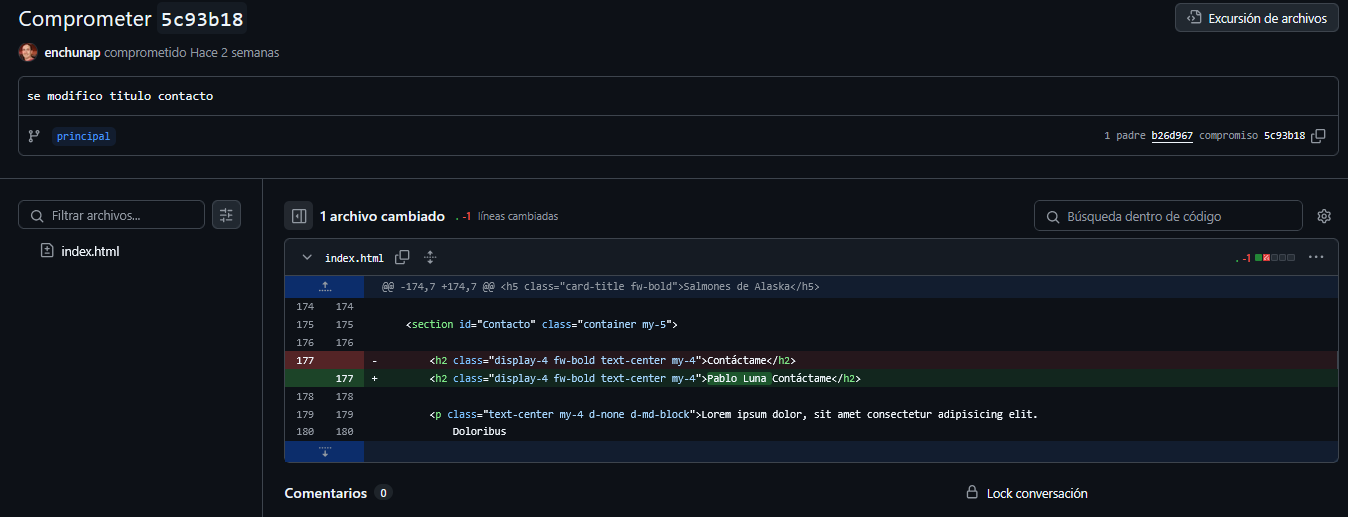 Comprometer 5c93b18
Excursión de archivos
enchunap comprometido Hace 2 semanas
se modifico titulo contacto
principal
1 padre b26d967 compromiso 5c93b18
Filtrar archivos...
index.html
1 archivo cambiado . -1 líneas cambiadas
Búsqueda dentro de código
index.html
. -1
@@ -174,7 +174,7 @@ <h5 class="card-title fw-bold">Salmones de Alaska</h5>
174 174
175 175 <section id="Contacto" class="container my-5">
176 176
177 - <h2 class="display-4 fw-bold text-center my-4">Contáctame</h2>
177 + <h2 class="display-4 fw-bold text-center my-4">Pablo Luna Contáctame</h2>
178 178
179 179 <p class="text-center my-4 d-none d-md-block">Lorem ipsum dolor, sit amet consectetur adipisicing elit.
180 180 Doloribus
Comentarios 0
Lock conversación